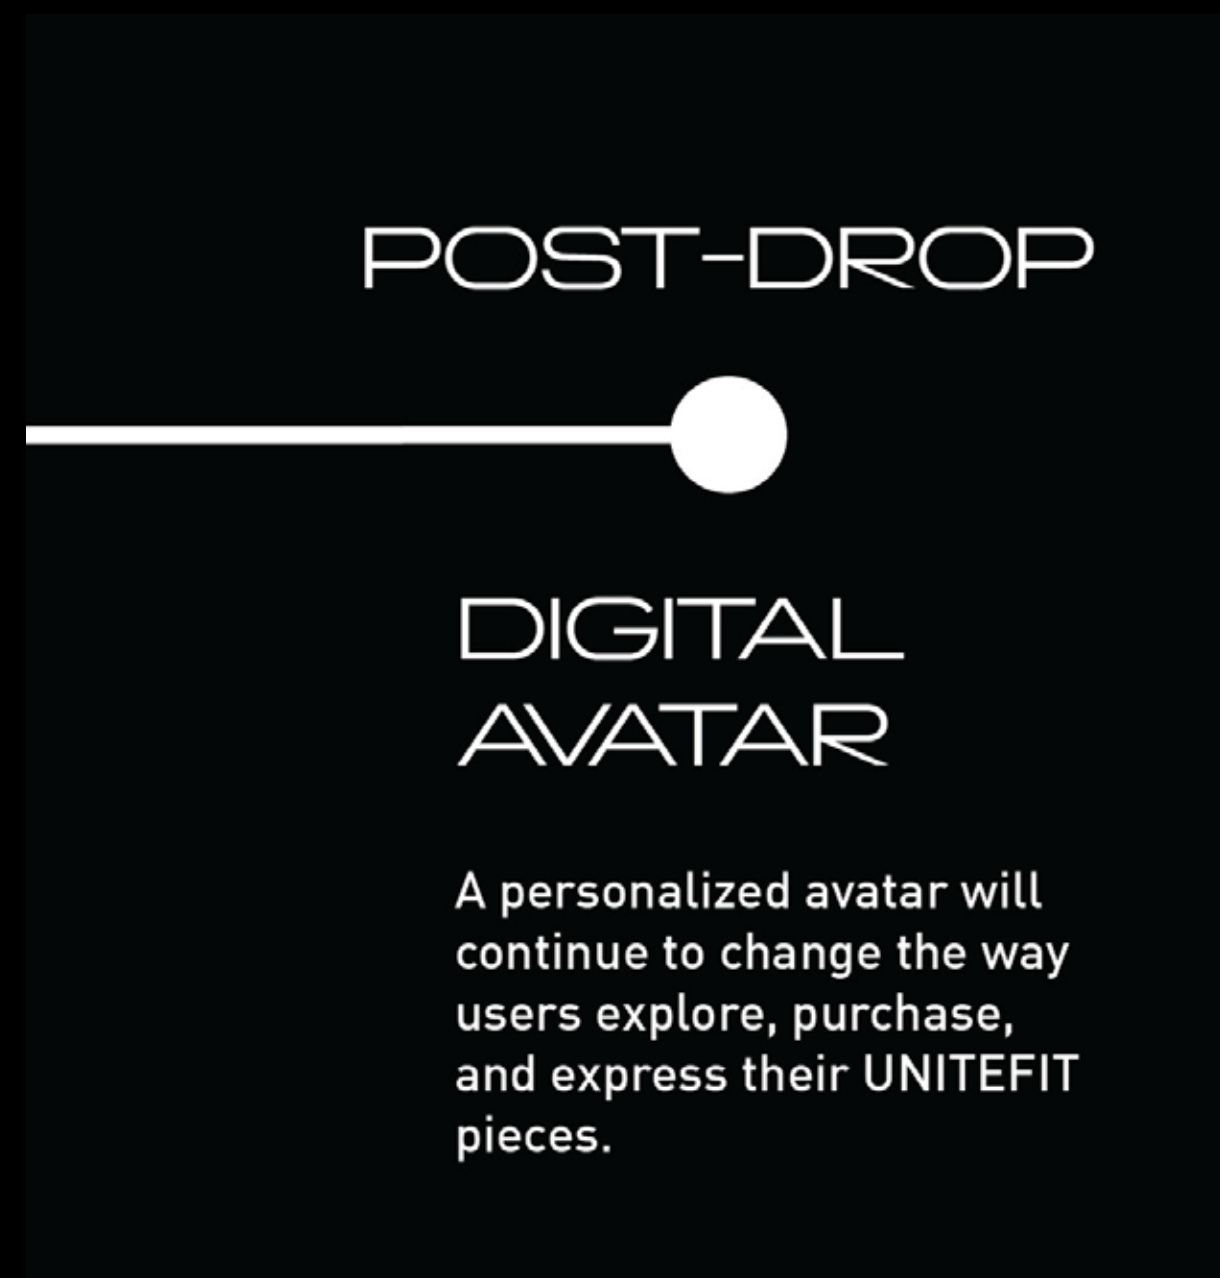 POST-DROP
DIGITAL
AVATAR
A personalized avatar will
continue to change the way
users explore, purchase,
and express their UNITEFIT
pieces.